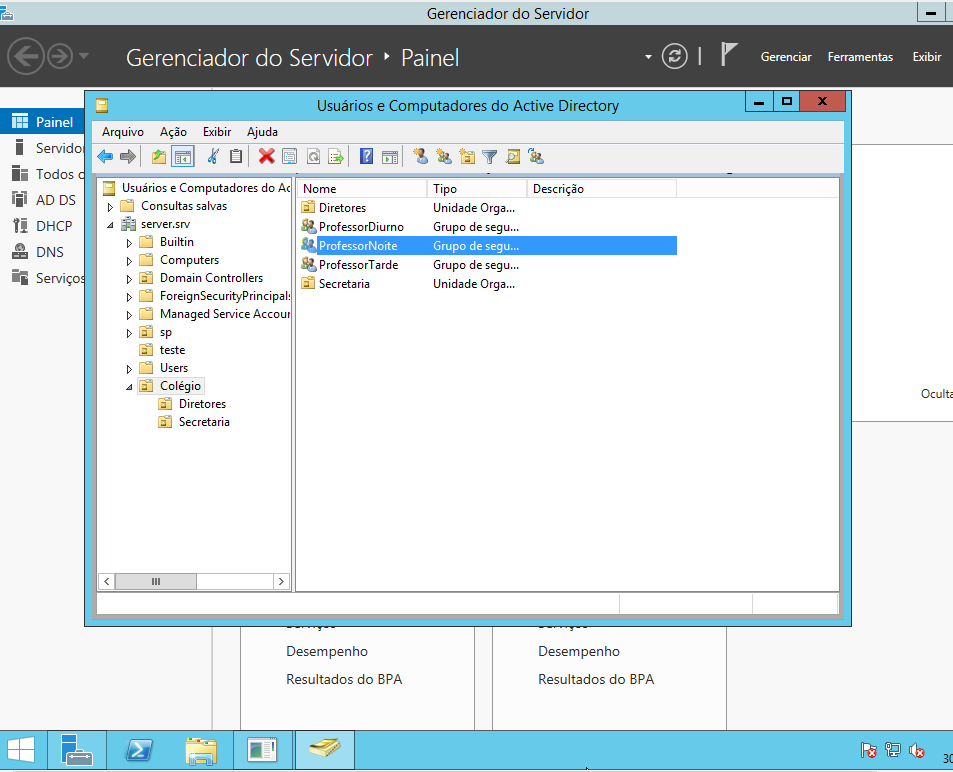 Gerenciador do Servidor
Gerenciador do Servidor
Painel
Gerenciar
Ferramentas
Exibir
Painel
Servidor
Todos
AD DS
DHCP
DNS
Serviços
Usuários e Computadores do Active Directory
Arquivo
Ação
Exibir
Ajuda
Usuários e Computadores do Ac
Consultas salvas
server.srv
Builtin
Computers
Domain Controllers
ForeignSecurityPrincipals
Managed Service Accour
sp
teste
Users
Colégio
Diretores
Secretaria
Nome Tipo Descrição
Diretores Unidade Orga...
ProfessorDiurno Grupo de segu...
ProfessorNoite Grupo de segu...
ProfessorTarde Grupo de segu...
Secretaria Unidade Orga...
Oculta
Desempenho
Resultados do BPA
Desempenho
Resultados do BPA
30